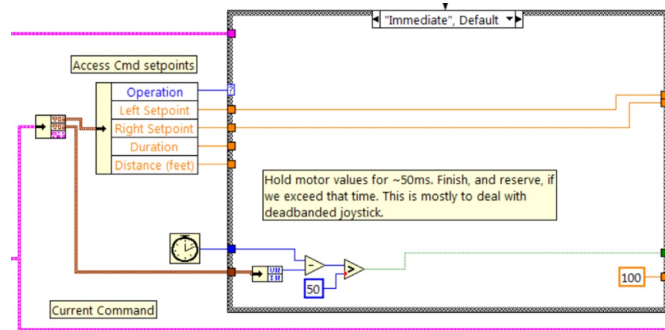 "Immediate", Default
Access Cmd setpoints
Operation
Left Setpoint
Right Setpoint
Duration
Distance (feet)
?
Hold motor values for ~50ms. Finish, and reserve, if
we exceed that time. This is mostly to deal with
deadbanded joystick.
-
>
50
100
Current Command